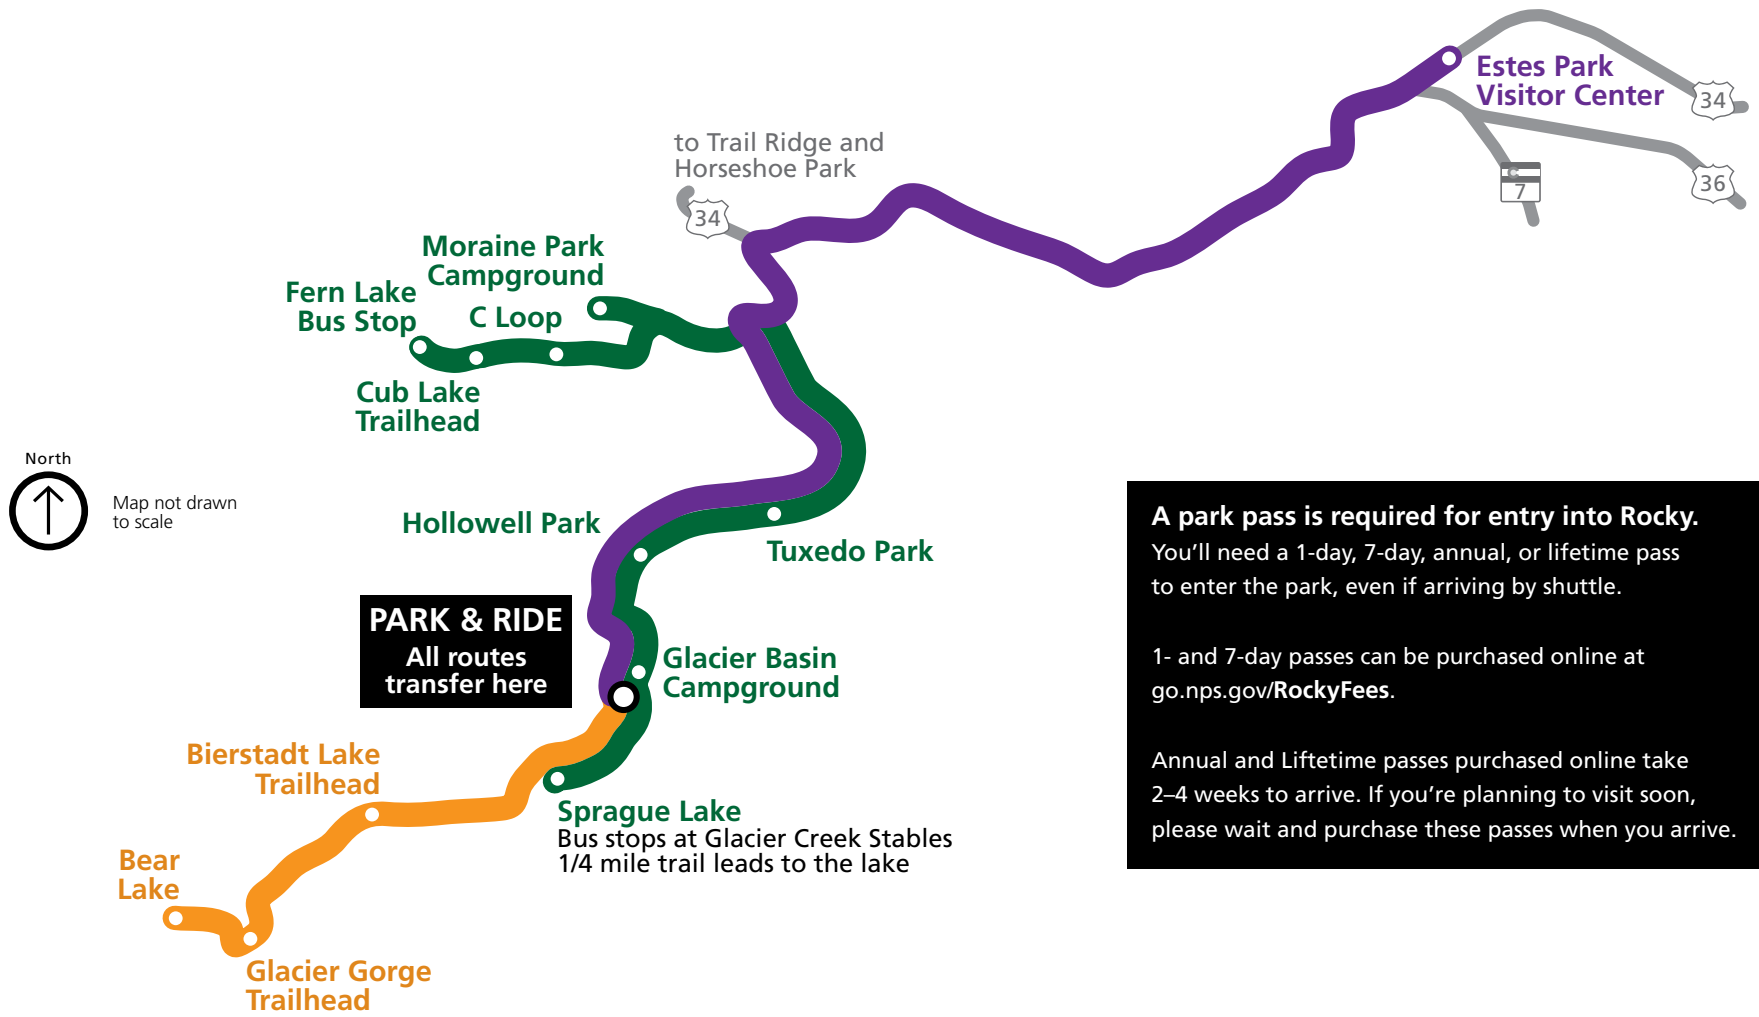 Estes Park
Visitor Center
34
36
C
7
to Trail Ridge and
Horseshoe Park
34
Moraine Park
Campground
Fern Lake
Bus Stop
C Loop
Cub Lake
Trailhead
North
Map not drawn
to scale
Hollowell Park
Tuxedo Park
PARK & RIDE
All routes
transfer here
Glacier Basin
Campground
Bierstadt Lake
Trailhead
Sprague Lake
Bus stops at Glacier Creek Stables
1/4 mile trail leads to the lake
Bear
Lake
Glacier Gorge
Trailhead
A park pass is required for entry into Rocky.
You’ll need a 1-day, 7-day, annual, or lifetime pass
to enter the park, even if arriving by shuttle.
1- and 7-day passes can be purchased online at
go.nps.gov/RockyFees.
Annual and Liftetime passes purchased online take
2–4 weeks to arrive. If you’re planning to visit soon,
please wait and purchase these passes when you arrive.